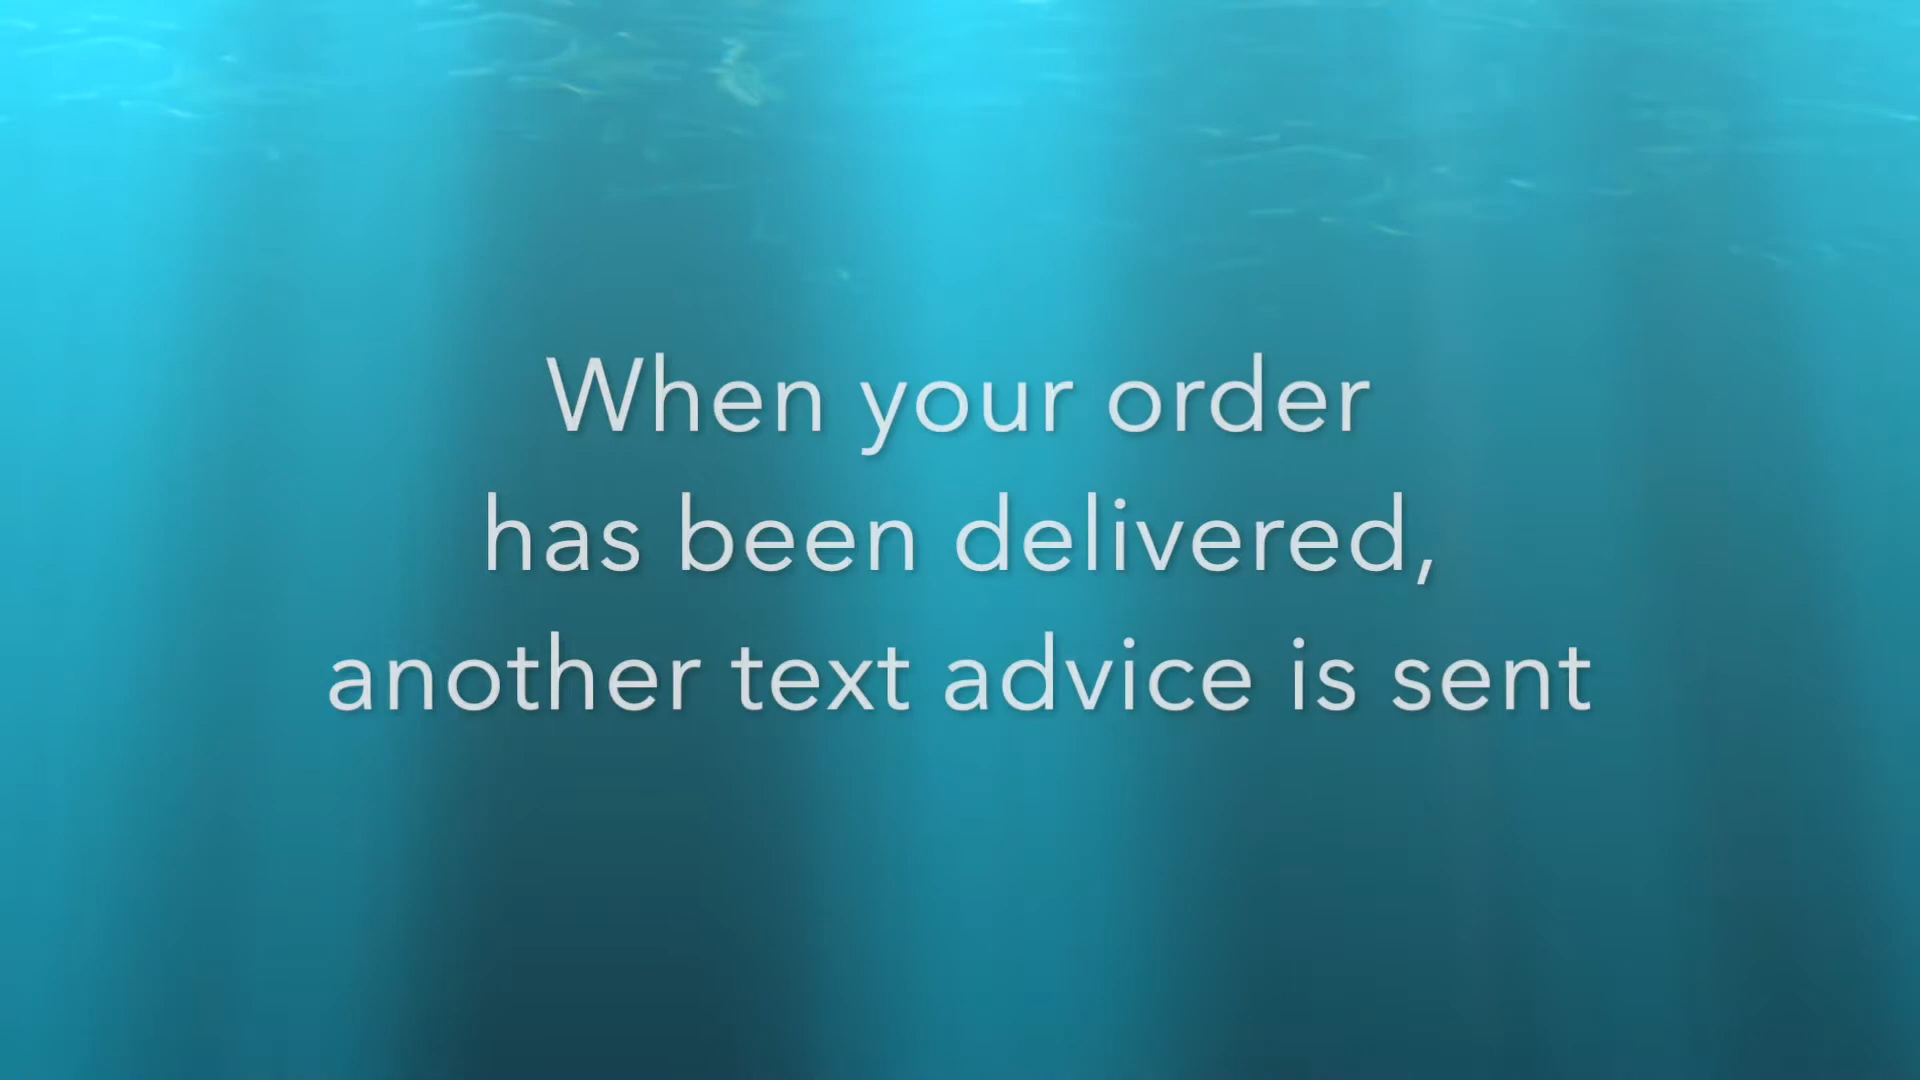 When your order
has been delivered,
another text advice is sent